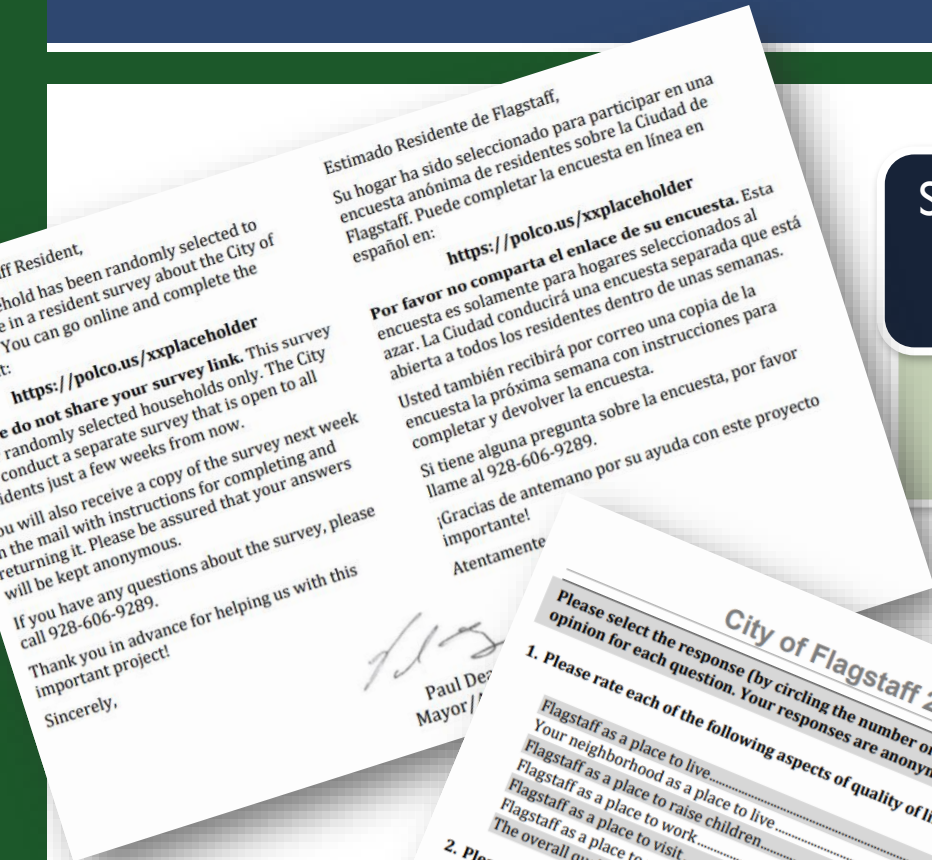 ff Resident,
ehold has been randomly selected to
e in a resident survey about the City of
You can go online and complete the
t:
https://polco.us/xxplaceholder
e do not share your survey link. This survey
randomly selected households only. The City
conduct a separate survey that is open to all
idents just a few weeks from now.
ou will also receive a copy of the survey next week
n the mail with instructions for completing and
returning it. Please be assured that your answers
will be kept anonymous.
If you have any questions about the survey, please
call 928-606-9289.
Thank you in advance for helping us with this
important project!
Sincerely,
Estimado Residente de Flagstaff,
Su hogar ha sido seleccionado para participar en una
encuesta anónima de residentes sobre la Ciudad de
Flagstaff. Puede completar la encuesta en línea en
español en:
https://polco.us/xxplaceholder
Por favor no comparta el enlace de su encuesta. Esta
encuesta es solamente para hogares seleccionados al
azar. La Ciudad conducirá una encuesta separada que está
abierta a todos los residentes dentro de unas semanas.
Usted también recibirá por correo una copia de la
encuesta la próxima semana con instrucciones para
completar y devolver la encuesta.
Si tiene alguna pregunta sobre la encuesta, por favor
llame al 928-606-9289.
¡Gracias de antemano por su ayuda con este proyecto
importante!
Atentamente
Paul Dea
Mayor/
S
City of Flagstaff 2
Please select the response (by circling the number or
opinion for each question. Your responses are anonym
1. Please rate each of the following aspects of quality of li
Flagstaff as a place to live
Your neighborhood as a place to live
Flagstaff as a place to raise children
Flagstaff as a place to work
Flagstaff as a place to visit
Flagstaff as a place to
The overall qu
2. Plea